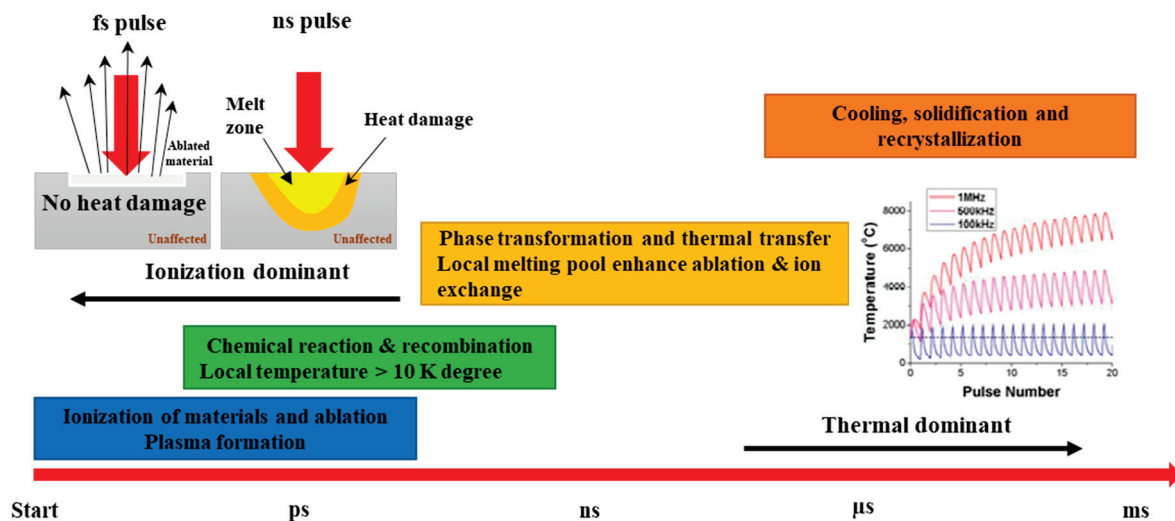 fs pulse
ns pulse
Ablated
material
No heat damage
Unaffected
Melt
zone
Heat damage
Unaffected
Ionization dominant
Cooling, solidification and
recrystallization
Phase transformation and thermal transfer
Local melting pool enhance ablation & ion
exchange
Chemical reaction & recombination
Local temperature > 10 K degree
Ionization of materials and ablation
Plasma formation
1MHz
500kHz
100kHz
Temperature (°C)
8000
6000
4000
2000
0
0
5
10
15
20
Pulse Number
Thermal dominant
Start
ps
ns
µs
ms